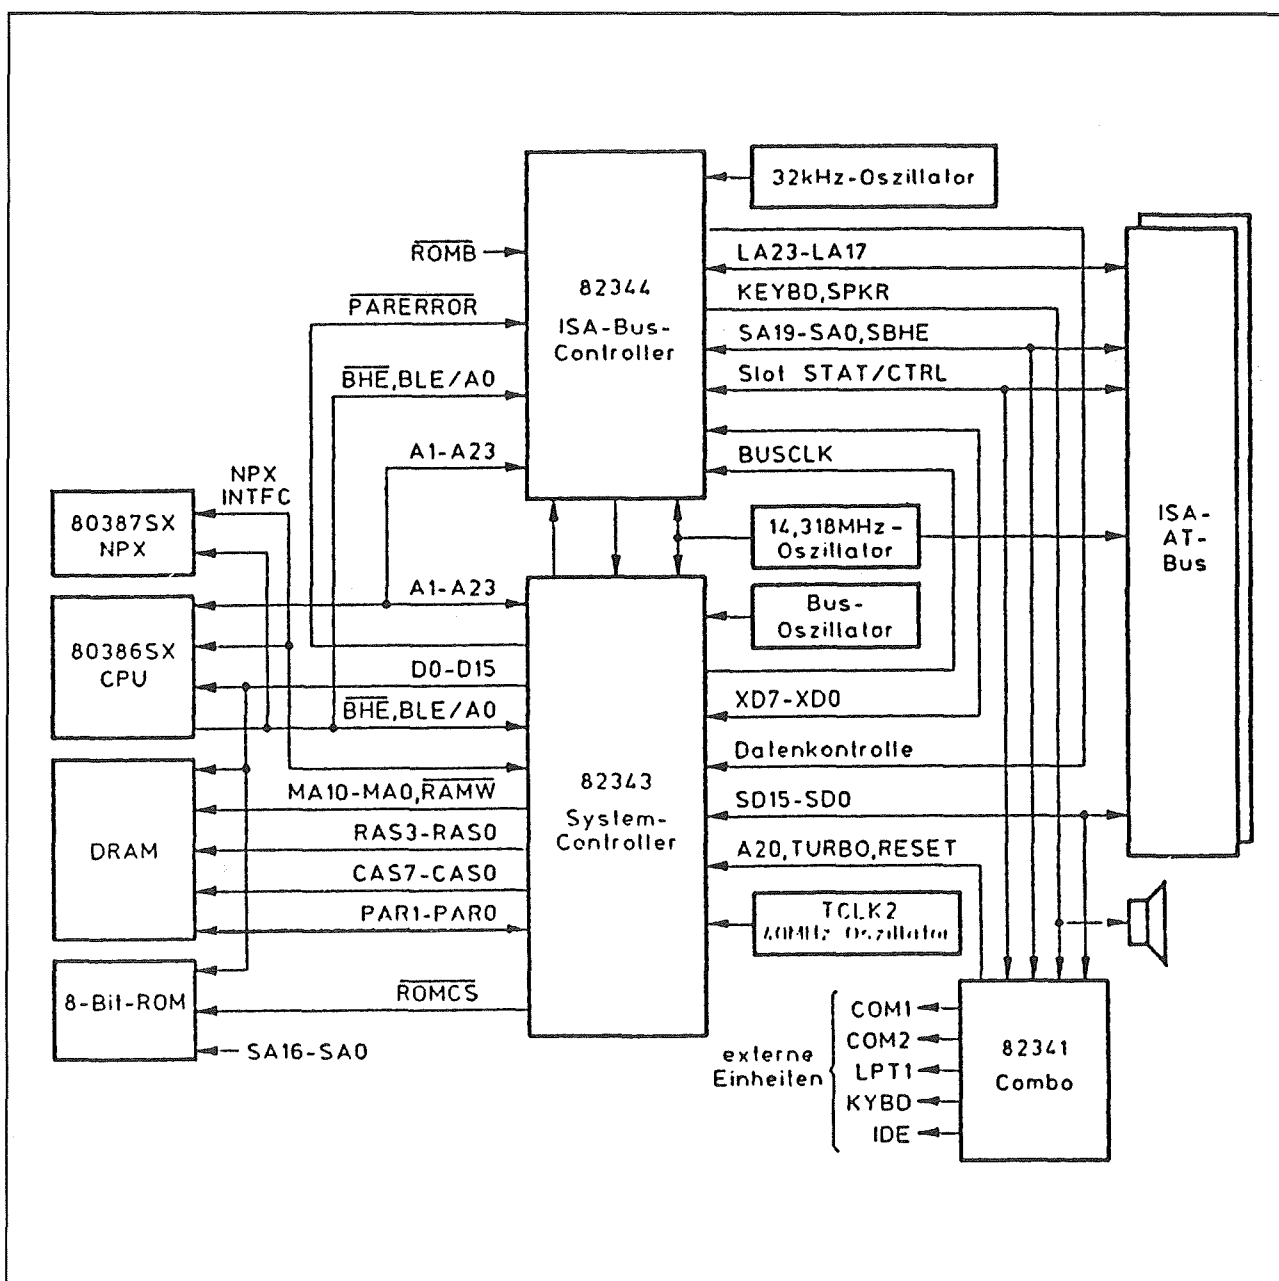 32kHz-Oszillator
ROMB
LA23-LA17
82344
ISA-Bus-
Controller
KEYBD,SPKR
PARERROR
SA19-SA0,SBHE
BHE,BLE/A0
Slot STAT/CTRL
A1-A23
BUSCLK
NPX
INTFC
80387SX
NPX
14,318MHz-
Oszillator
ISA-
AT-
Bus
A1-A23
Bus-
Oszillator
80386SX
CPU
D0-D15
BHE,BLE/A0
XD7-XD0
Datenkontrolle
82343
System-
Controller
MA10-MA0,RAMW
SD15-SD0
RAS3-RAS0
DRAM
A20,TURBO,RESET
CAS7-CAS0
PAR1-PAR0
TCLK2
40MHz-Oszillator
8-Bit-ROM
ROMCS
SA16-SA0
externe
Einheiten
COM1
COM2
LPT1
KYBD
IDE
82341
Combo